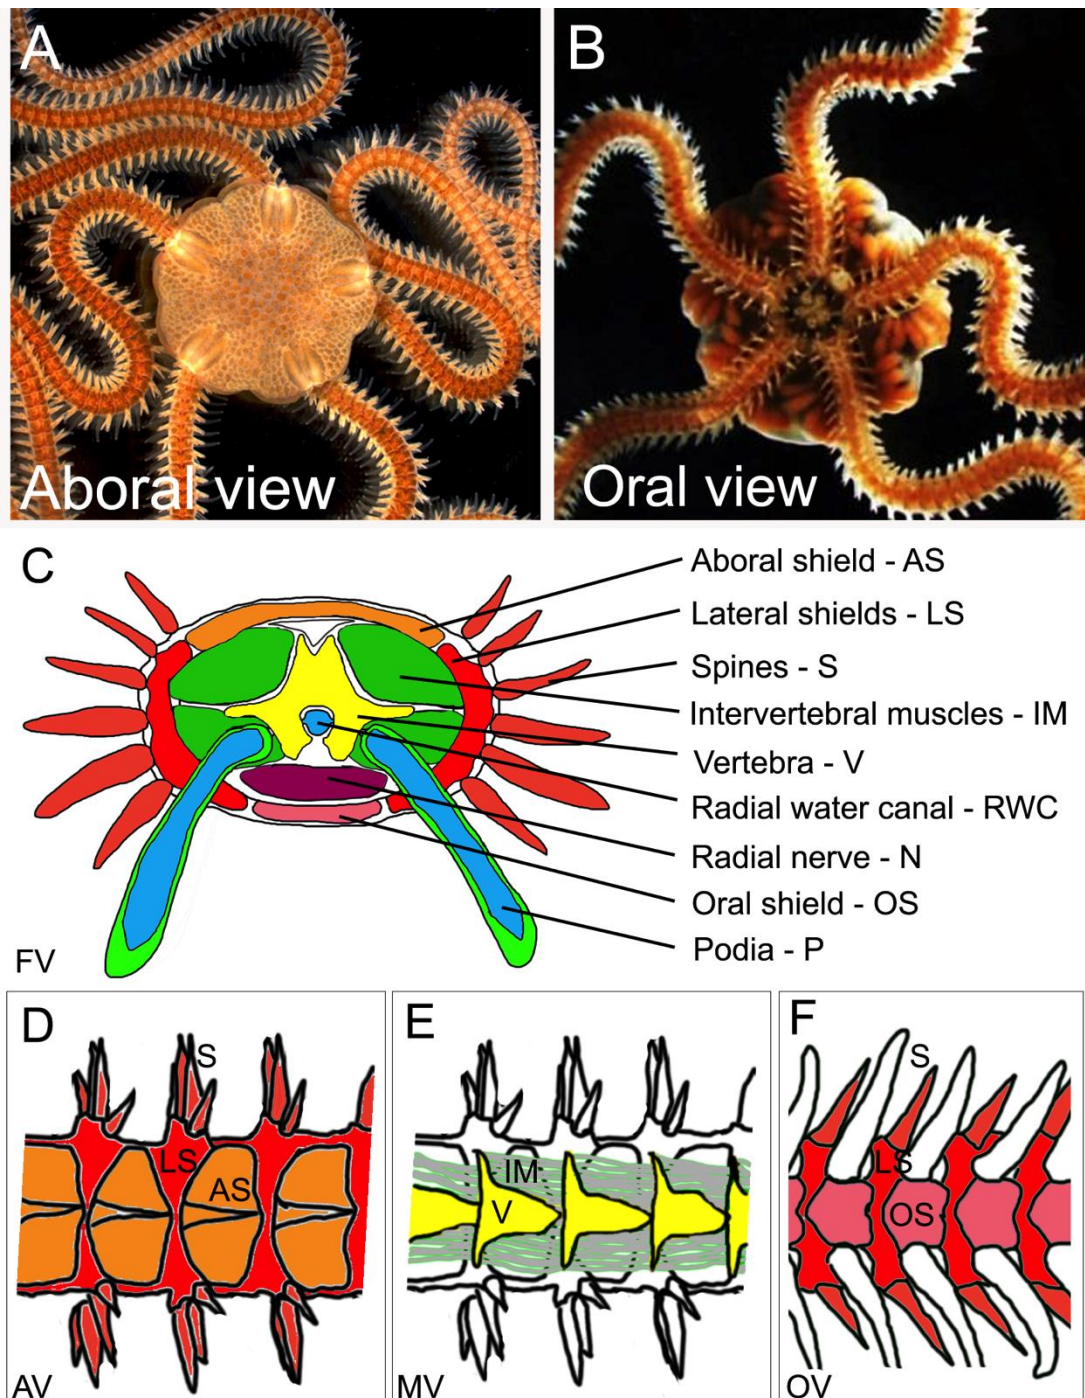 A
B
Aboral view
Oral view
C
Aboral shield - AS
Lateral shields - LS
Spines - S
Intervertebral muscles - IM
Vertebra - V
Radial water canal - RWC
Radial nerve - N
Oral shield - OS
Podia - P
FV
D
S
LS
AS
AV
E
IM
V
MV
F
S
LS
OS
OV